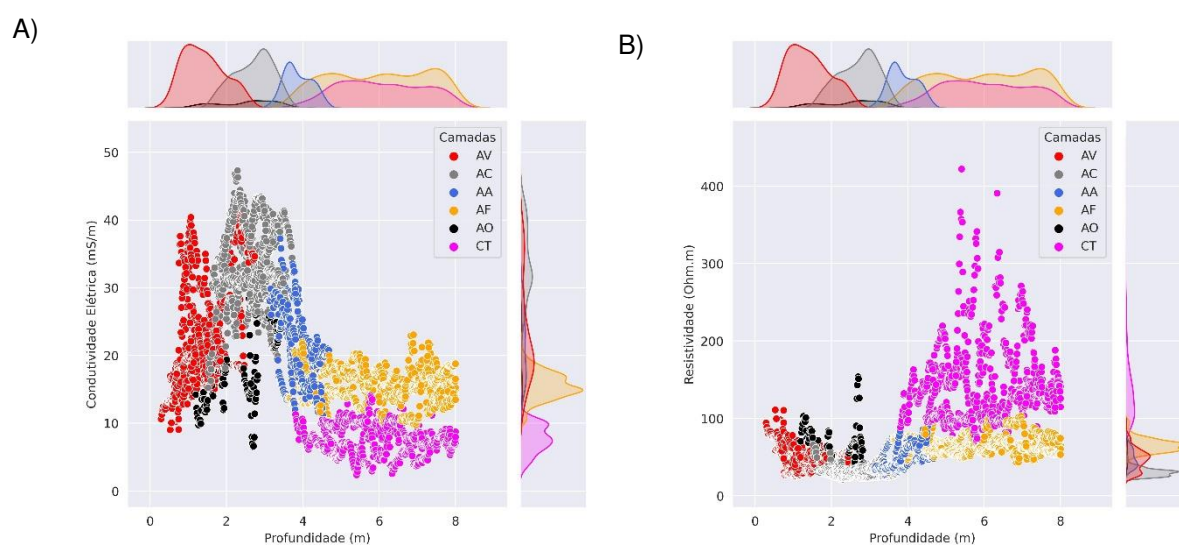 A)
Camadas
AV
AC
AA
AF
AO
CT
Condutividade Elétrica (mS/m)
50
40
30
20
10
0
0 2 4 6 8
Profundidade (m)
B)
Camadas
AV
AC
AA
AF
AO
CT
Resistividade (Ohm.m)
400
300
200
100
0
0 2 4 6 8
Profundidade (m)